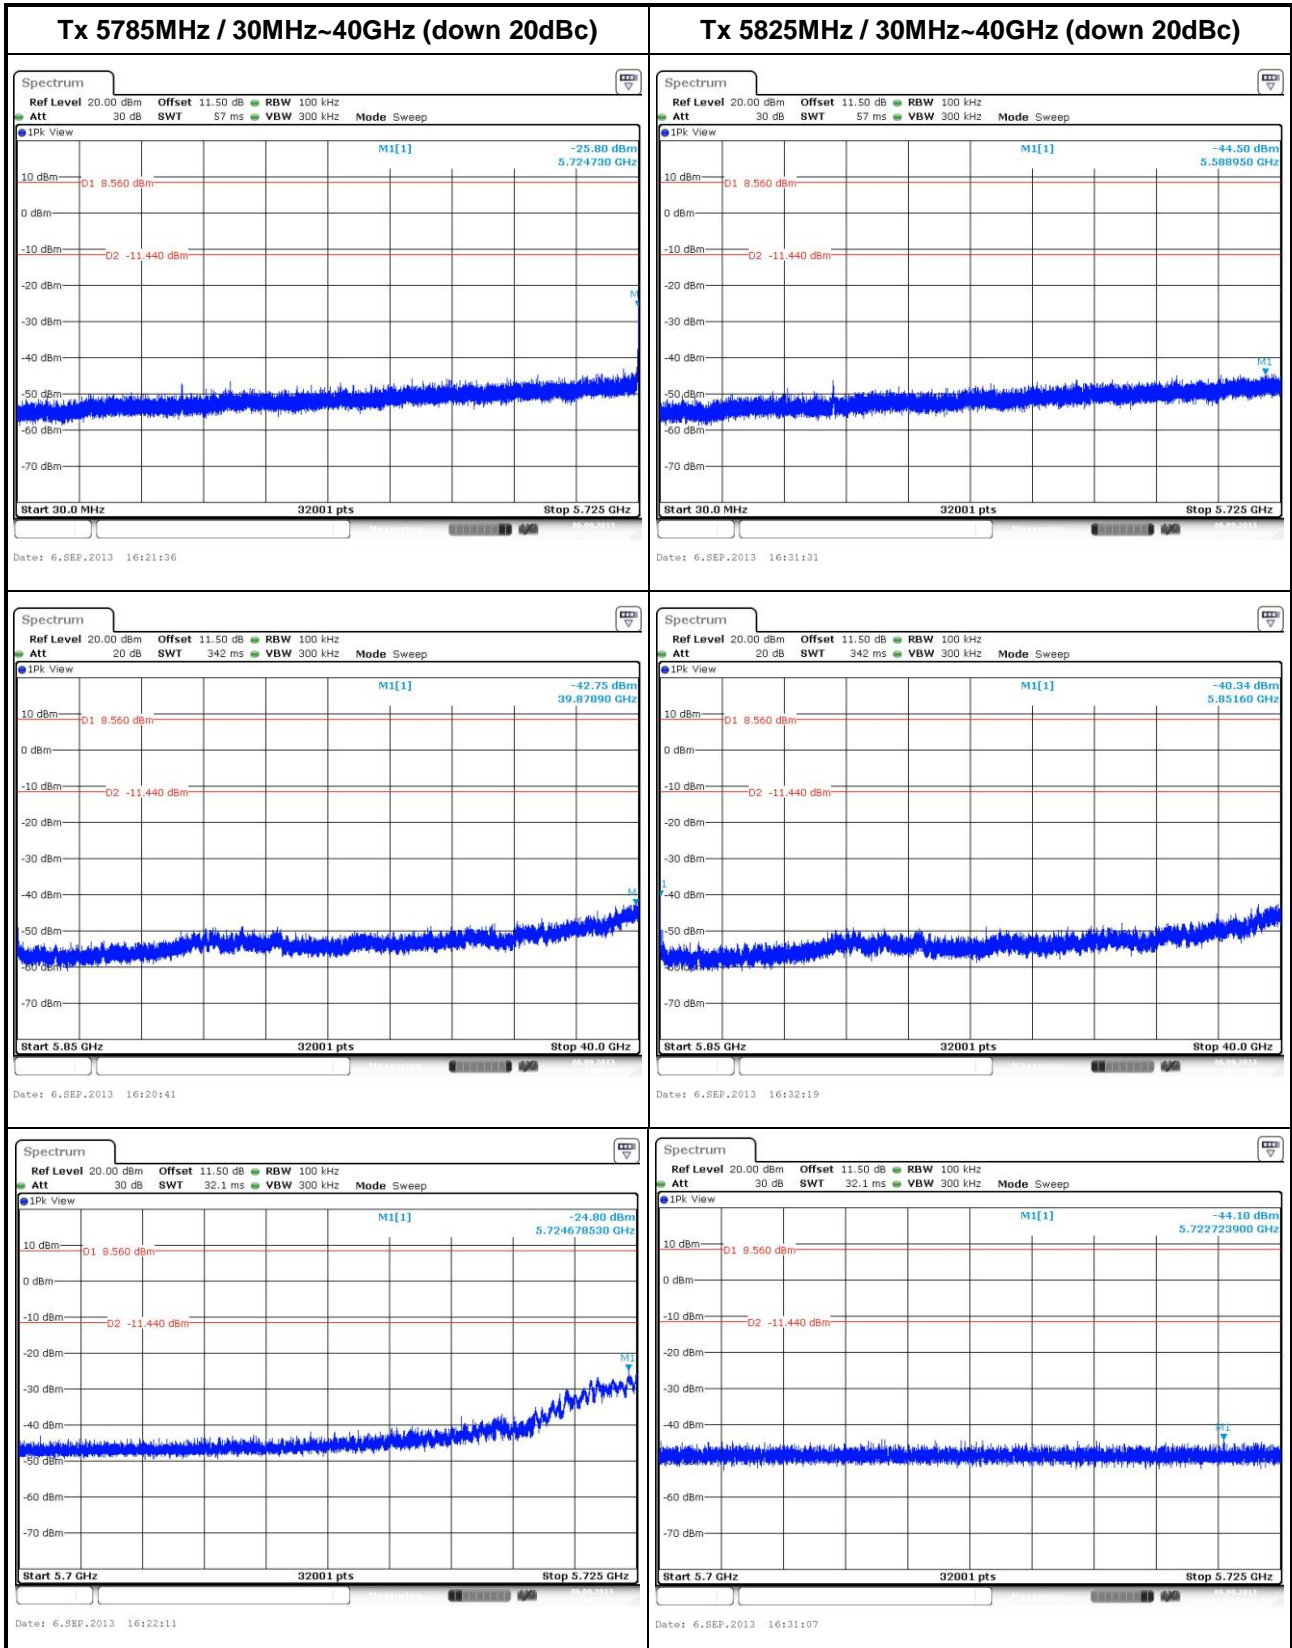 Tx 5785MHz / 30MHz~40GHz (down 20dBc)
Tx 5825MHz / 30MHz~40GHz (down 20dBc)
Spectrum
Ref Level 20.00 dBm Offset 11.50 dB RBW 100 kHz
Att 30 dB SWT 57 ms VBW 300 kHz Mode Sweep
1Pk View
M1[1] -25.80 dBm
5.724730 GHz
10 dBm
D1 8.560 dBm
0 dBm
-10 dBm
D2 -11.440 dBm
-20 dBm
M
-30 dBm
-40 dBm
-50 dBm
-60 dBm
-70 dBm
Start 30.0 MHz 32001 pts Stop 5.725 GHz
Date: 6.SEP.2013 16:21:36
Spectrum
Ref Level 20.00 dBm Offset 11.50 dB RBW 100 kHz
Att 30 dB SWT 57 ms VBW 300 kHz Mode Sweep
1Pk View
M1[1] -44.50 dBm
5.588950 GHz
10 dBm
D1 8.560 dBm
0 dBm
-10 dBm
D2 -11.440 dBm
-20 dBm
-30 dBm
-40 dBm
M1
-50 dBm
-60 dBm
-70 dBm
Start 30.0 MHz 32001 pts Stop 5.725 GHz
Date: 6.SEP.2013 16:31:31
Spectrum
Ref Level 20.00 dBm Offset 11.50 dB RBW 100 kHz
Att 20 dB SWT 342 ms VBW 300 kHz Mode Sweep
1Pk View
M1[1] -42.75 dBm
39.87890 GHz
10 dBm
D1 8.560 dBm
0 dBm
-10 dBm
D2 -11.440 dBm
-20 dBm
-30 dBm
-40 dBm
M
-50 dBm
-60 dBm
-70 dBm
Start 5.85 GHz 32001 pts Stop 40.0 GHz
Date: 6.SEP.2013 16:20:41
Spectrum
Ref Level 20.00 dBm Offset 11.50 dB RBW 100 kHz
Att 20 dB SWT 342 ms VBW 300 kHz Mode Sweep
1Pk View
M1[1] -40.34 dBm
5.85160 GHz
10 dBm
D1 8.560 dBm
0 dBm
-10 dBm
D2 -11.440 dBm
-20 dBm
-30 dBm
1
-40 dBm
-50 dBm
-60 dBm
-70 dBm
Start 5.85 GHz 32001 pts Stop 40.0 GHz
Date: 6.SEP.2013 16:32:19
Spectrum
Ref Level 20.00 dBm Offset 11.50 dB RBW 100 kHz
Att 30 dB SWT 32.1 ms VBW 300 kHz Mode Sweep
1Pk View
M1[1] -24.80 dBm
5.724678530 GHz
10 dBm
D1 8.560 dBm
0 dBm
-10 dBm
D2 -11.440 dBm
-20 dBm
M1
-30 dBm
-40 dBm
-50 dBm
-60 dBm
-70 dBm
Start 5.7 GHz 32001 pts Stop 5.725 GHz
Date: 6.SEP.2013 16:22:11
Spectrum
Ref Level 20.00 dBm Offset 11.50 dB RBW 100 kHz
Att 30 dB SWT 32.1 ms VBW 300 kHz Mode Sweep
1Pk View
M1[1] -44.10 dBm
5.722723900 GHz
10 dBm
D1 8.560 dBm
0 dBm
-10 dBm
D2 -11.440 dBm
-20 dBm
-30 dBm
-40 dBm
M1
-50 dBm
-60 dBm
-70 dBm
Start 5.7 GHz 32001 pts Stop 5.725 GHz
Date: 6.SEP.2013 16:31:07